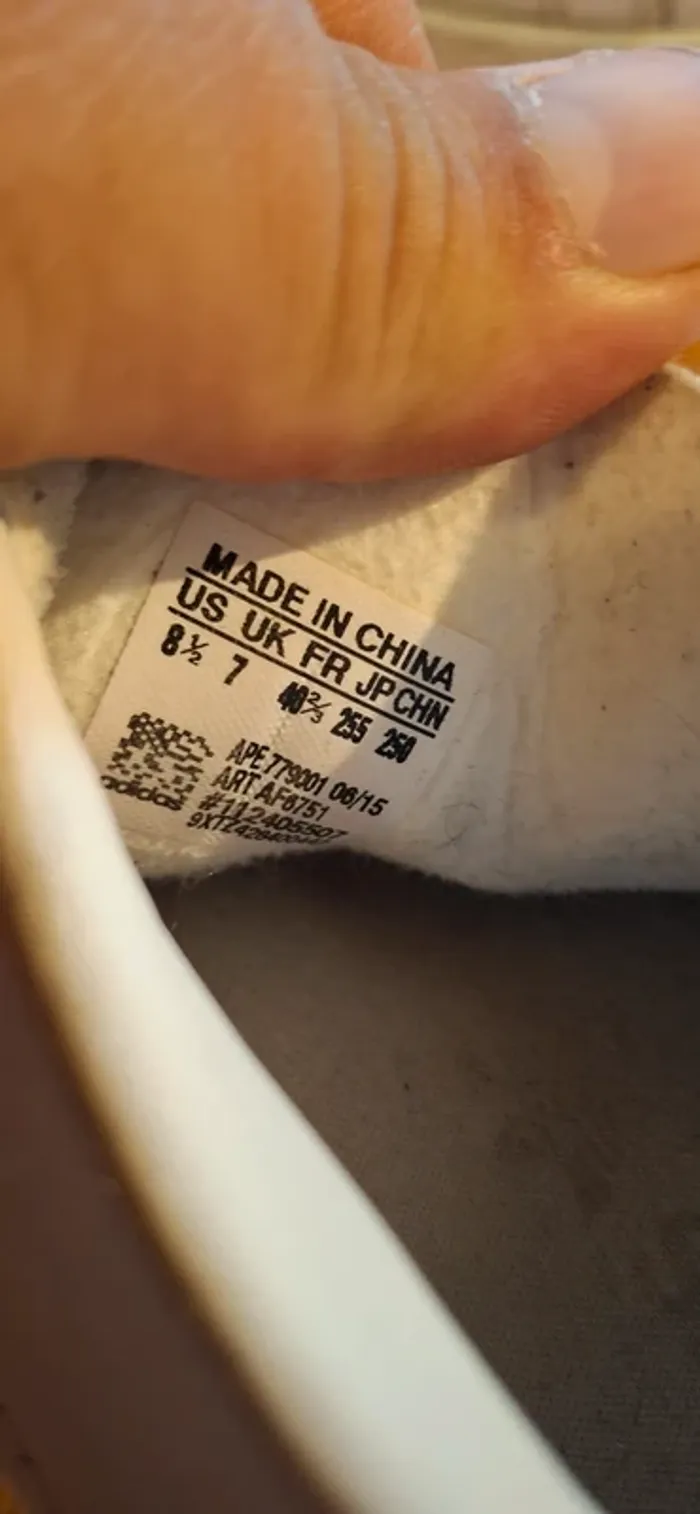 MADE IN CHINA
US UK FR JP CHN
8½ 7 40⅔ 255 250
APE 779001 06/15
ART AF6751
#112405507
adidas